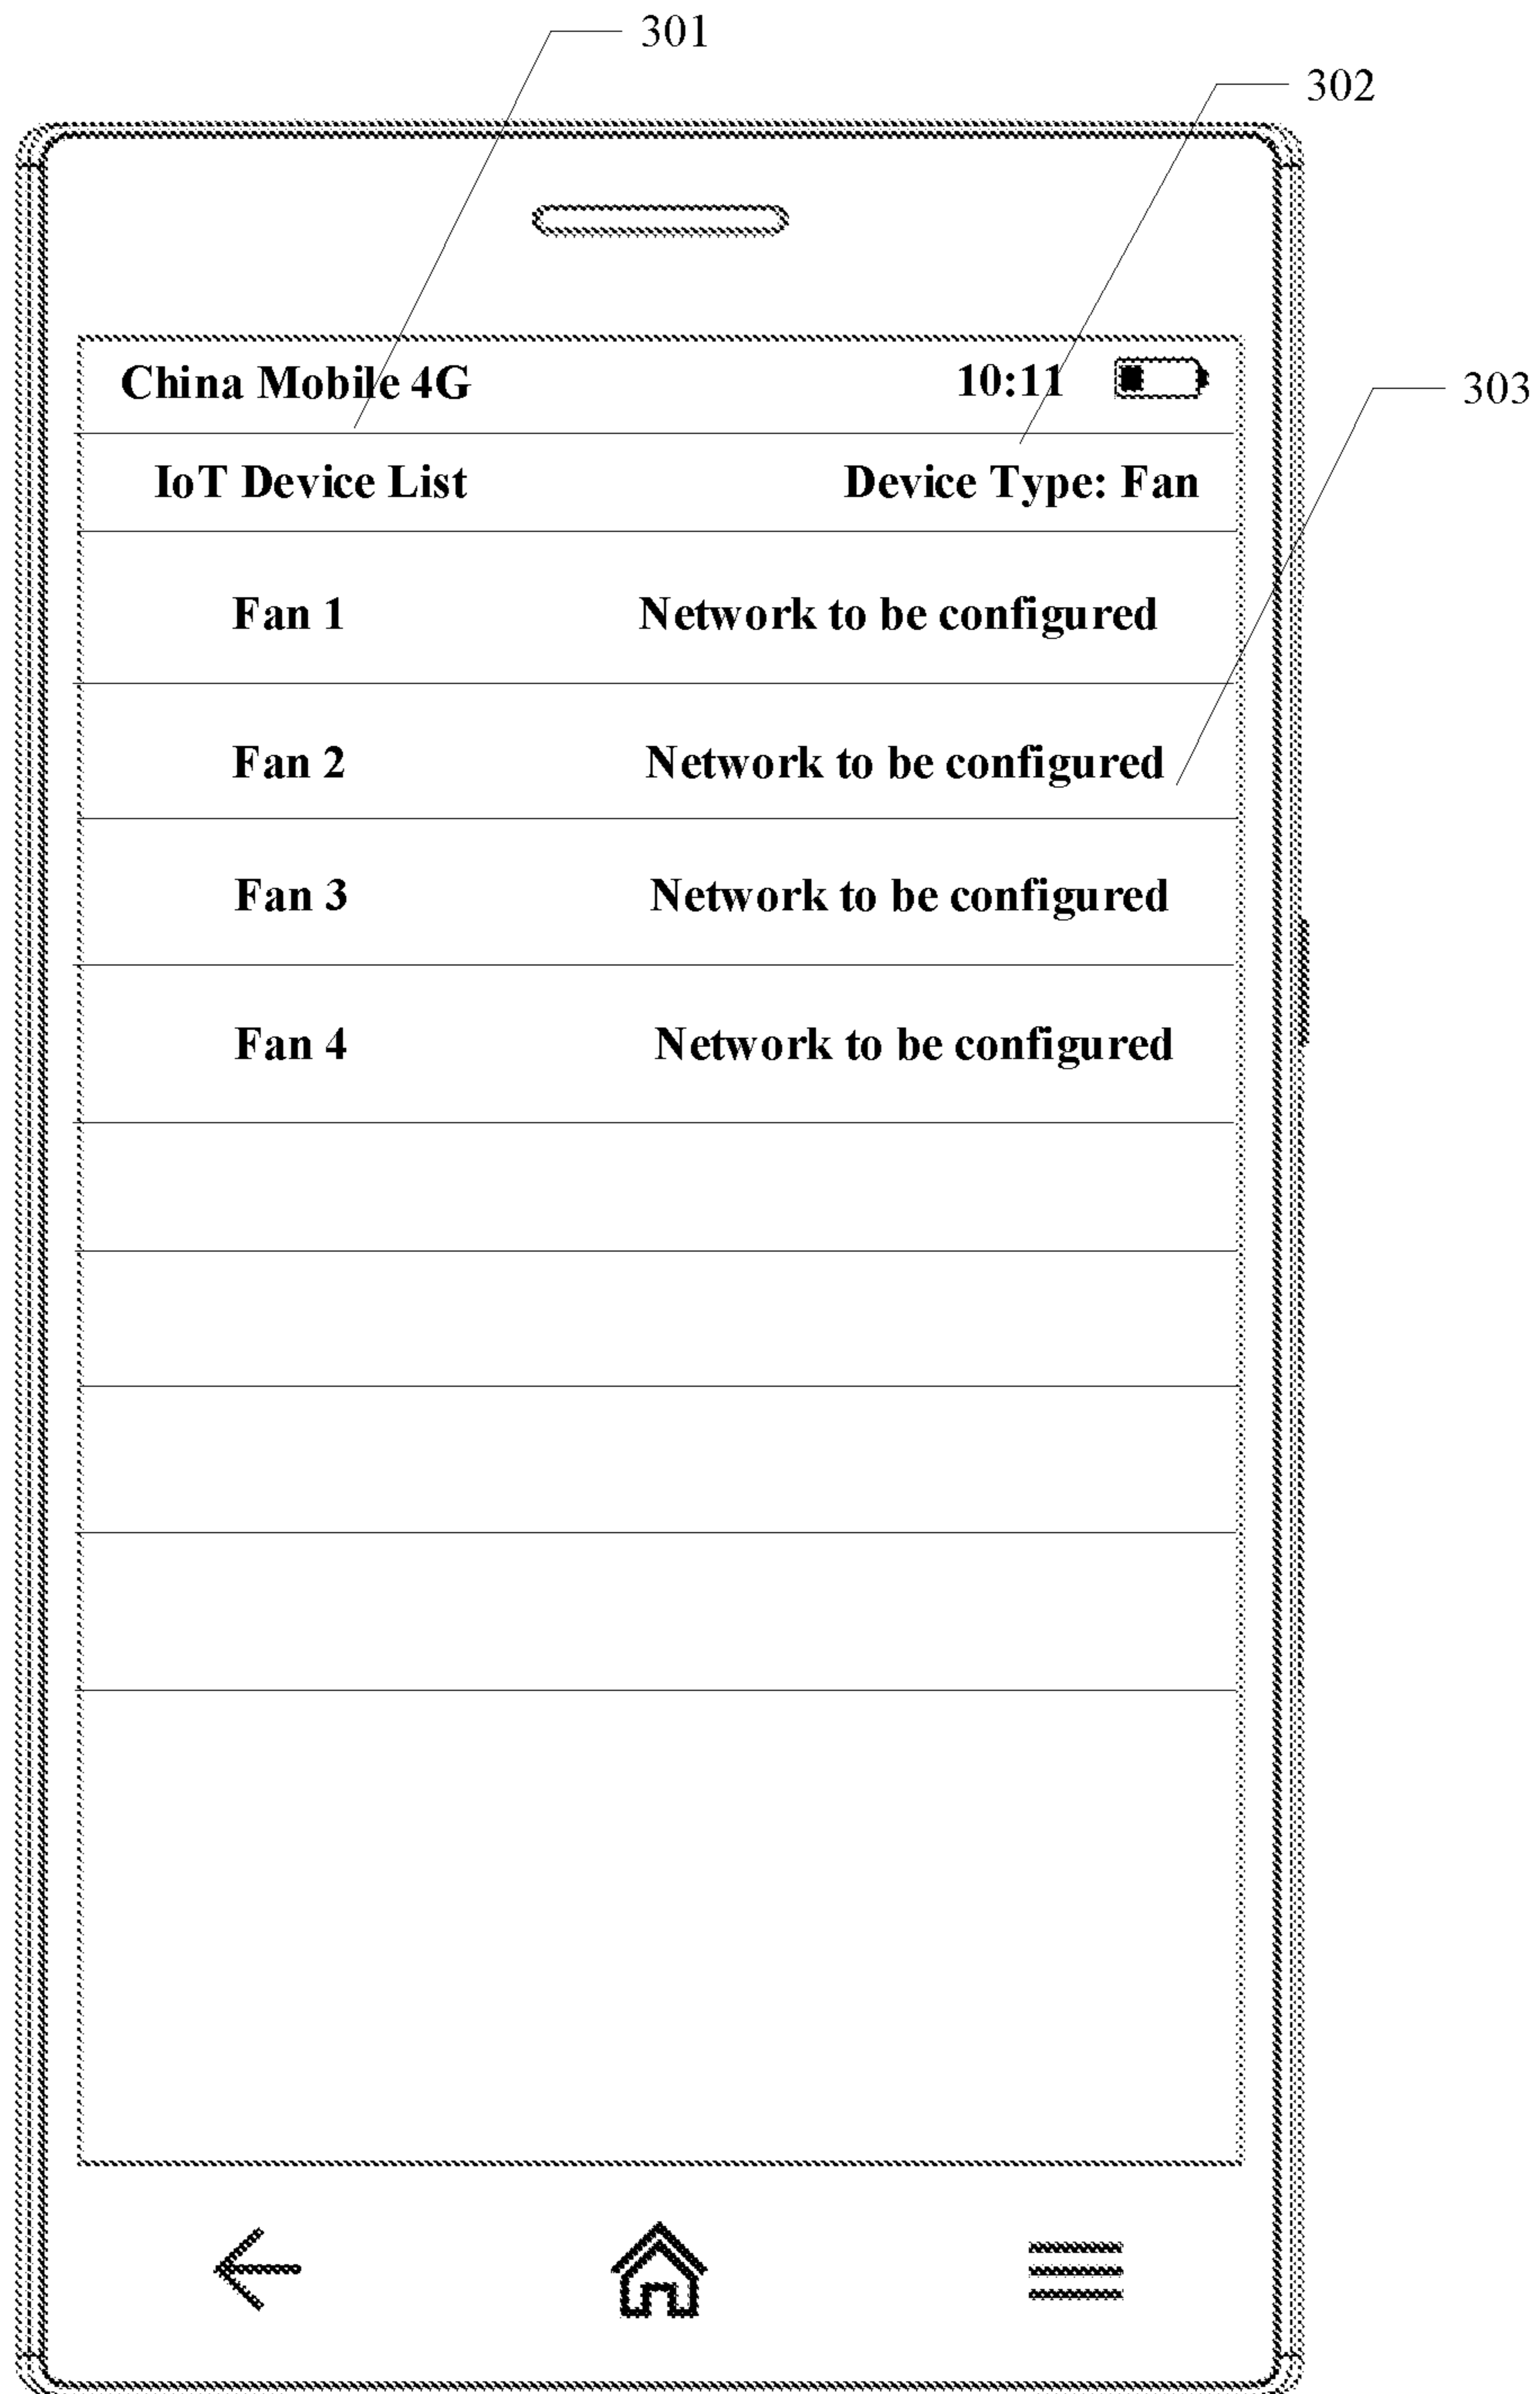 301
302
China Mobile 4G 10:11
303
IoT Device List Device Type: Fan
Fan 1 Network to be configured
Fan 2 Network to be configured
Fan 3 Network to be configured
Fan 4 Network to be configured